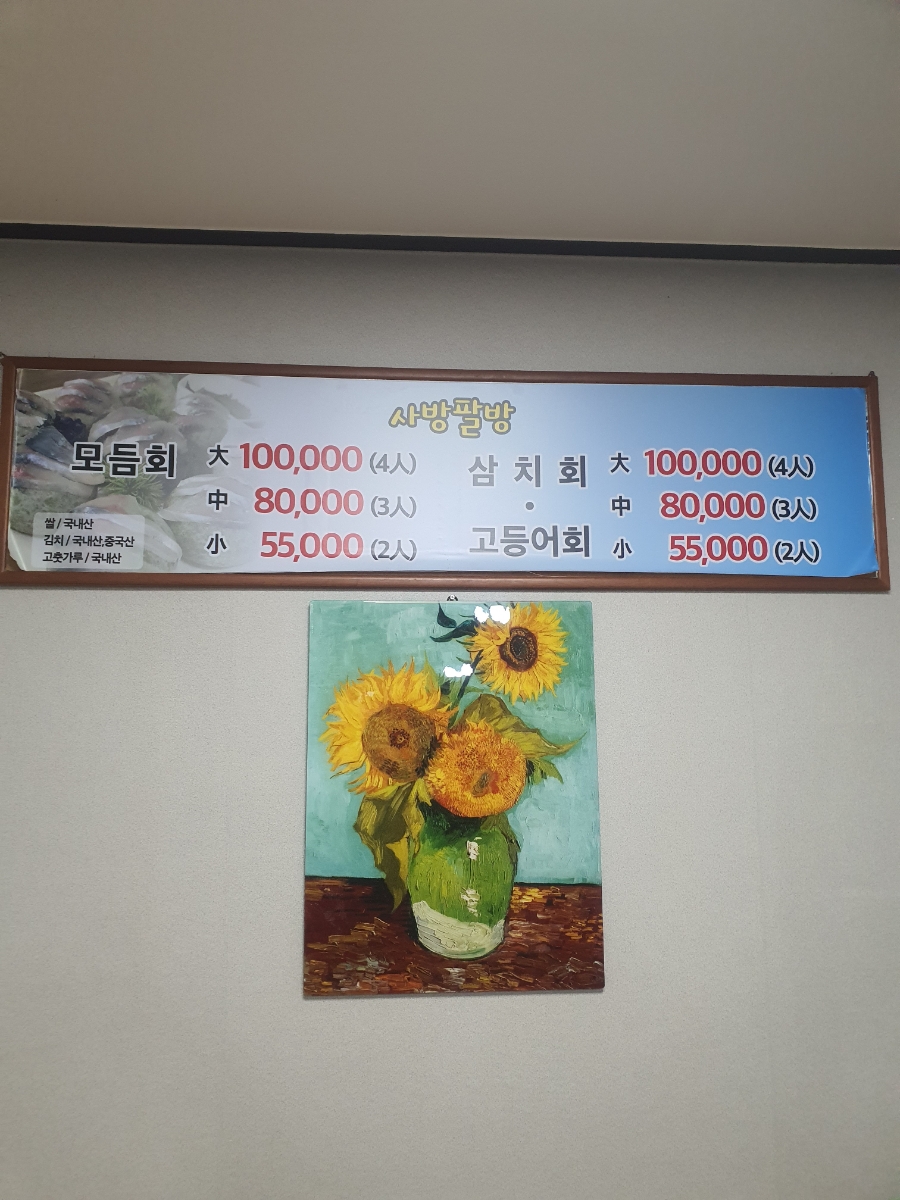 사방팔방
모듬회
大 100,000 (4人)
中 80,000 (3人)
小 55,000 (2人)
쌀 / 국내산
김치 / 국내산,중국산
고춧가루 / 국내산
삼치회
•
고등어회
大 100,000 (4人)
中 80,000 (3人)
小 55,000 (2人)